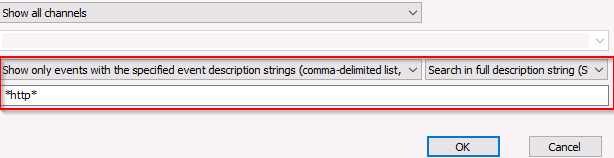 Show all channels
Show only events with the specified event description strings (comma-delimited list, Search in full description string (S
*http*
OK Cancel